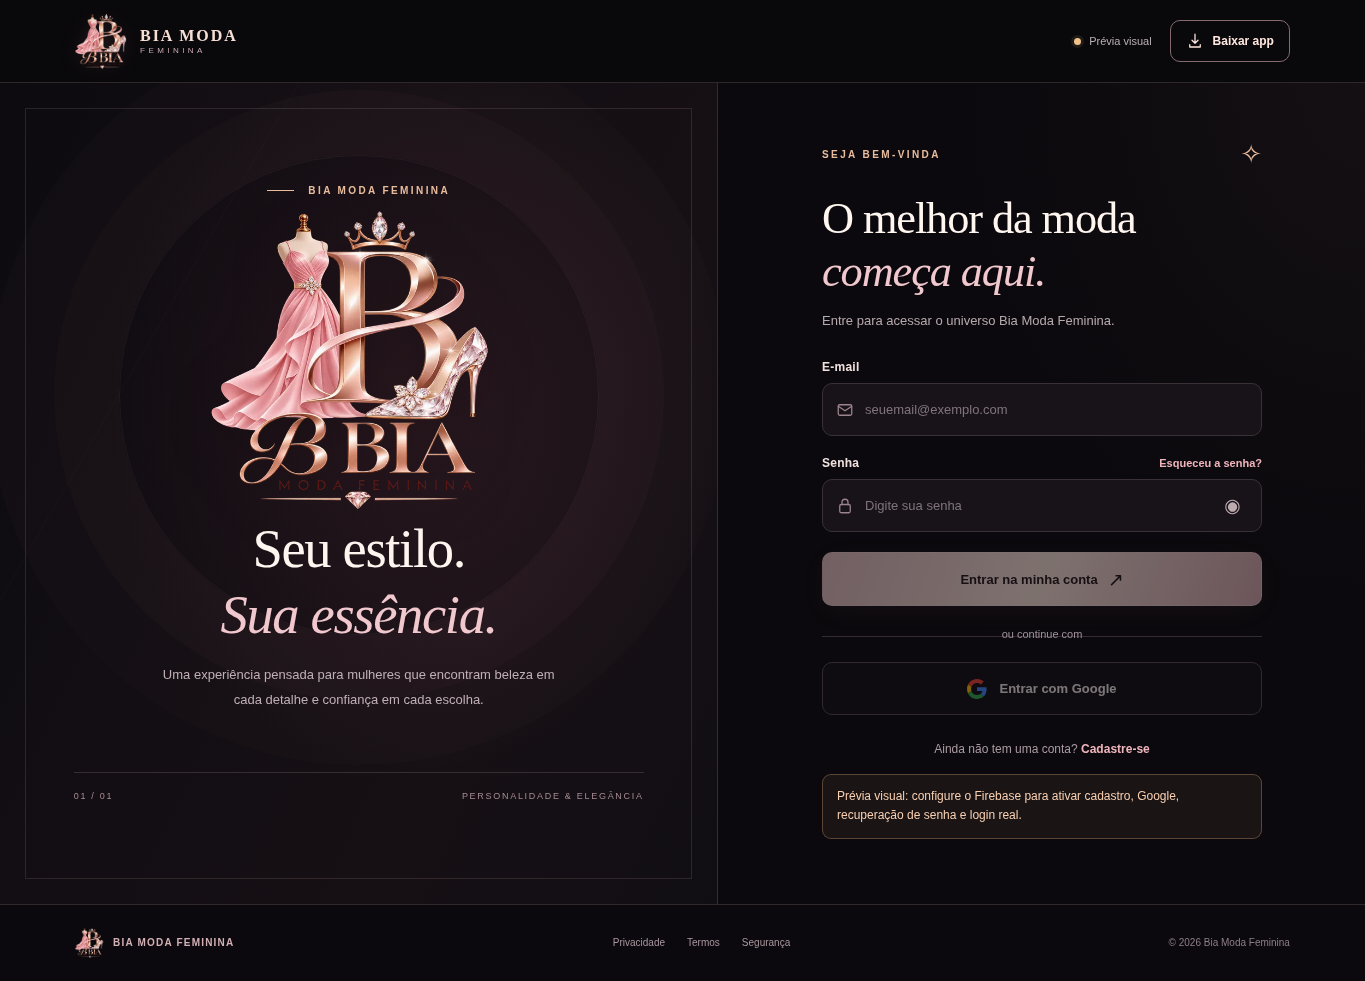 BIA MODA
FEMININA
Prévia visual
Baixar app
BIA MODA FEMININA
B BIA
MODA FEMININA
Seu estilo.
Sua essência.
Uma experiência pensada para mulheres que encontram beleza em
cada detalhe e confiança em cada escolha.
01 / 01
PERSONALIDADE & ELEGÂNCIA
SEJA BEM-VINDA
O melhor da moda
começa aqui.
Entre para acessar o universo Bia Moda Feminina.
E-mail
seuemail@exemplo.com
Senha
Esqueceu a senha?
Digite sua senha
Entrar na minha conta ↗
ou continue com
Entrar com Google
Ainda não tem uma conta? Cadastre-se
Prévia visual: configure o Firebase para ativar cadastro, Google,
recuperação de senha e login real.
BIA MODA FEMININA
Privacidade
Termos
Segurança
© 2026 Bia Moda Feminina